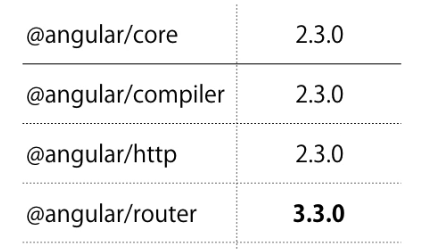 @angular/core 2.3.0
@angular/compiler 2.3.0
@angular/http 2.3.0
@angular/router 3.3.0